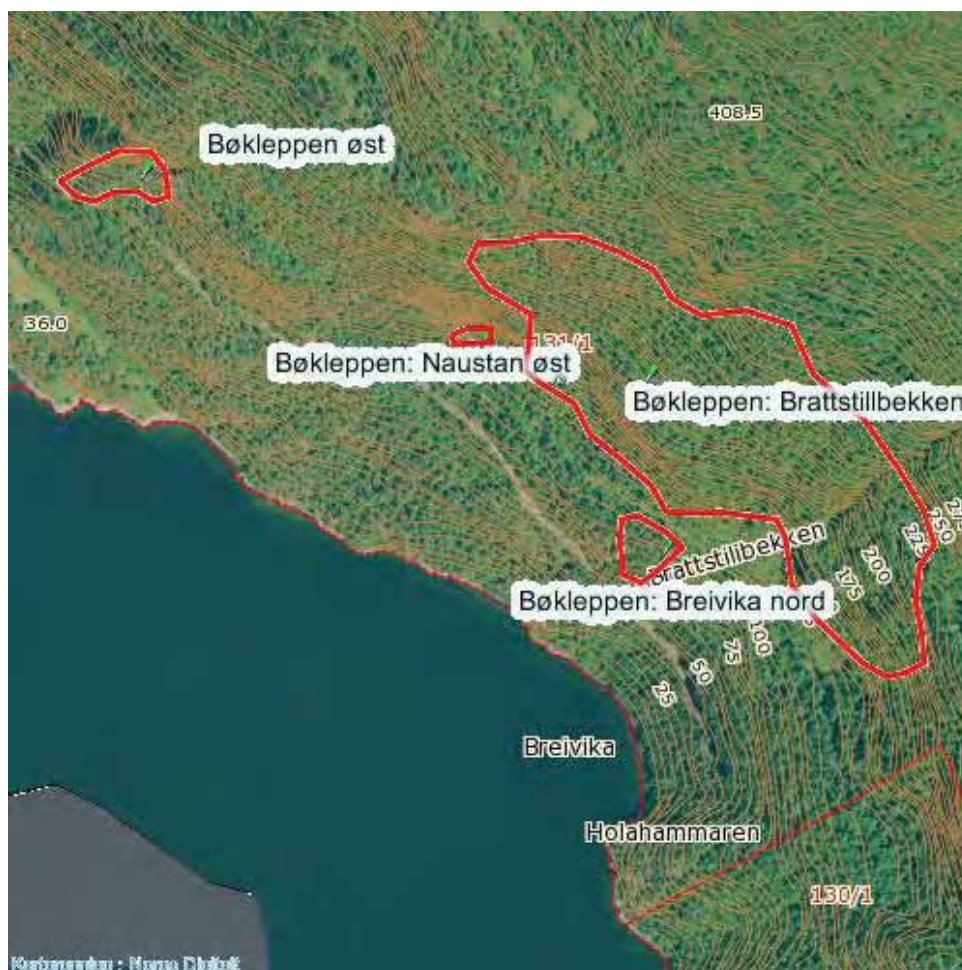 408.5
Bøkleppen øst
36.0
131/1
Bøkleppen: Naustan øst
Bøkleppen: Brattstillbekken
Brattstillbekken
Bøkleppen: Breivika nord
250
225
200
175
100
75
50
25
Breivika
Holahammaren
130/1